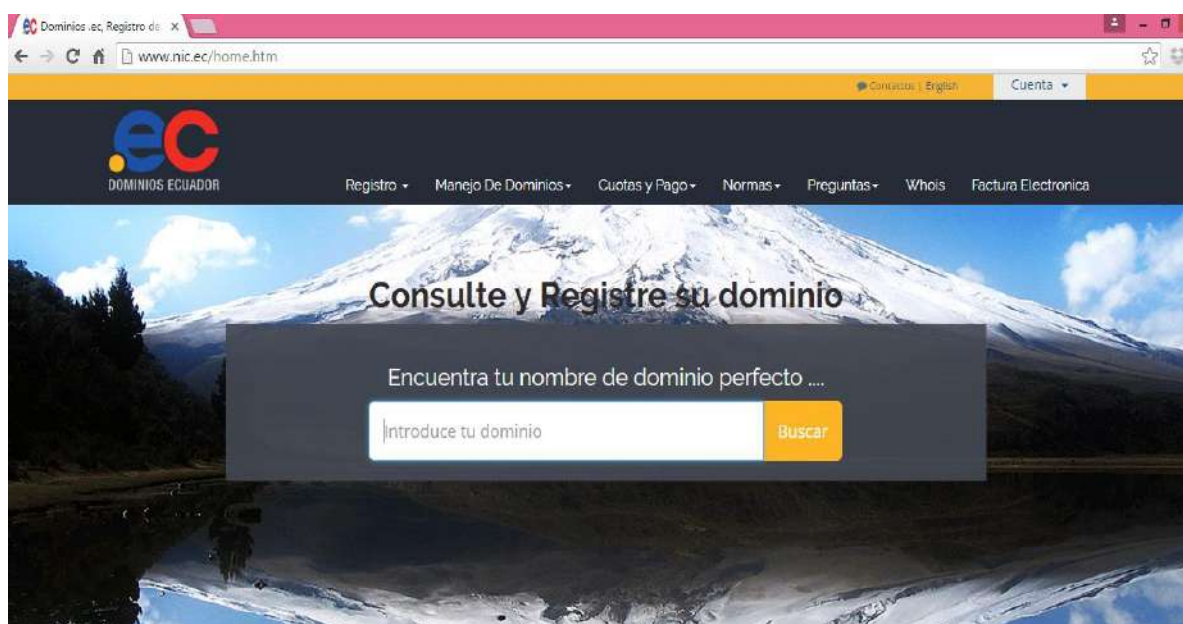 Dominios .ec, Registro de
www.nic.ec/home.htm
Contactos | English
Cuenta
.ec
DOMINIOS ECUADOR
Registro
Manejo De Dominios
Cuotas y Pago
Normas
Preguntas
Whois
Factura Electronica
Consulte y Registre su dominio
Encuentra tu nombre de dominio perfecto ....
Introduce tu dominio
Buscar